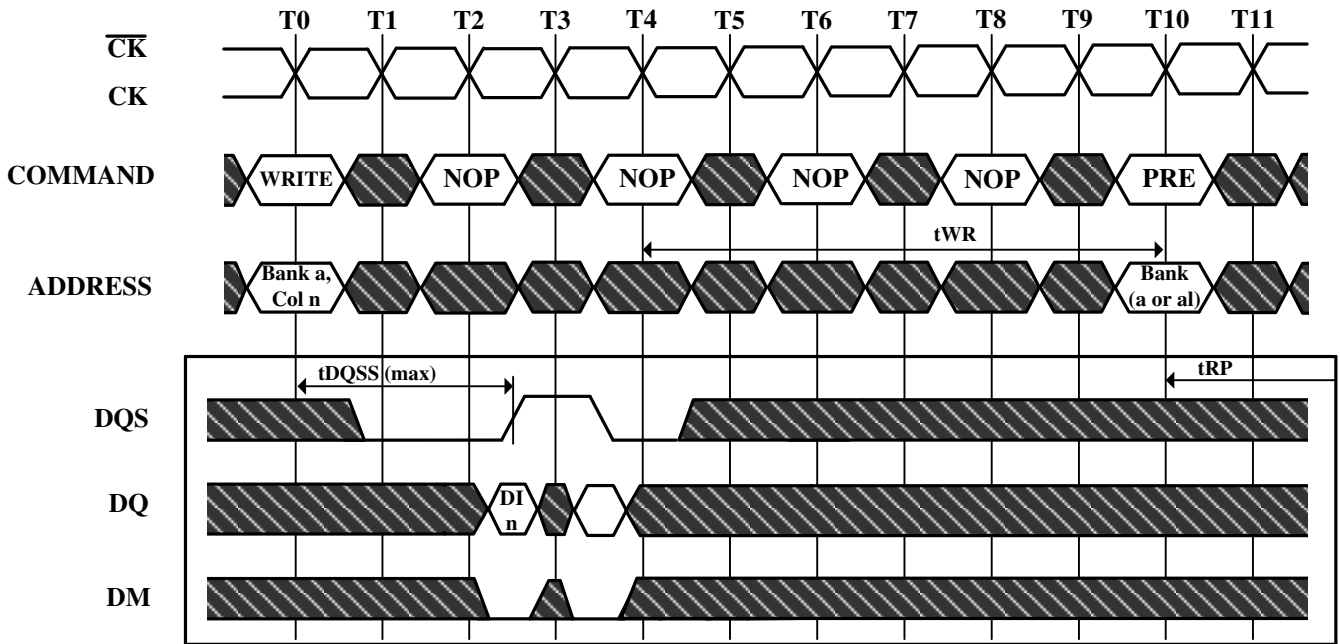 T0 T1 T2 T3 T4 T5 T6 T7 T8 T9 T10 T11
CK
CK
COMMAND WRITE NOP NOP NOP NOP PRE
tWR
ADDRESS Bank a, Bank
Col n (a or al)
tDQSS (max) tRP
DQS
DQ DI
n
DM